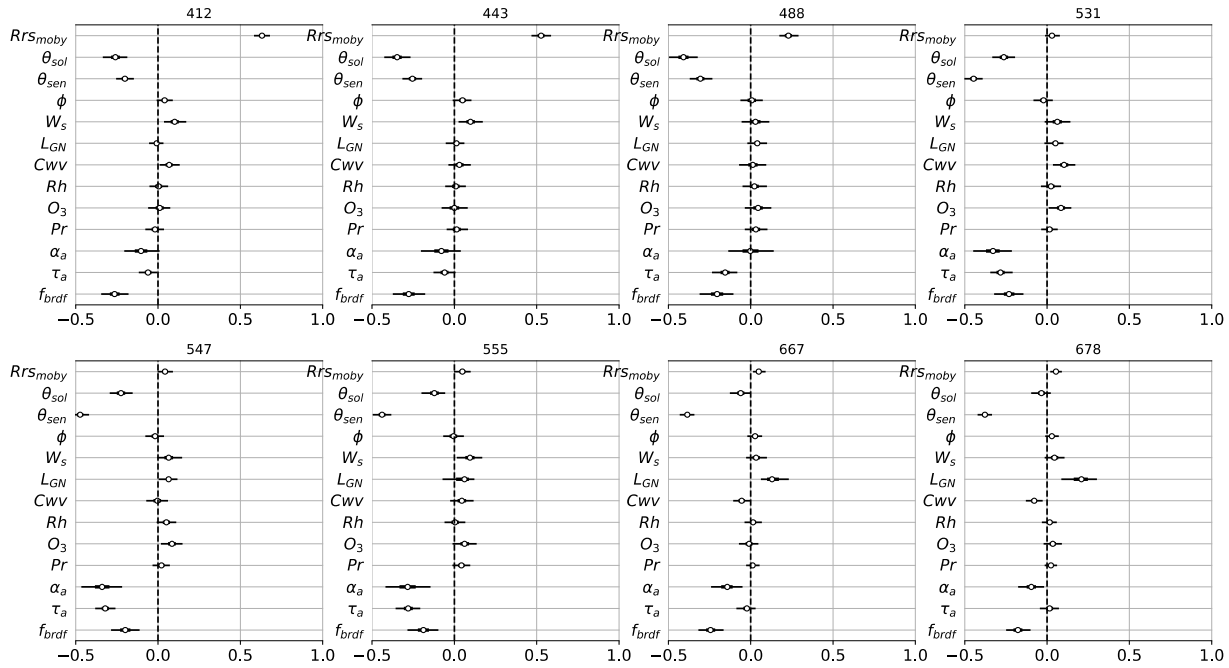 412 443 488 531
Rrs_moby Rrs_moby Rrs_moby Rrs_moby
θ_sol θ_sol θ_sol θ_sol
θ_sen θ_sen θ_sen θ_sen
ϕ ϕ ϕ ϕ
W_s W_s W_s W_s
L_GN L_GN L_GN L_GN
Cwv Cwv Cwv Cwv
Rh Rh Rh Rh
O_3 O_3 O_3 O_3
Pr Pr Pr Pr
α_a α_a α_a α_a
τ_a τ_a τ_a τ_a
f_brdf f_brdf f_brdf f_brdf
−0.5 0.0 0.5 1.0 −0.5 0.0 0.5 1.0 −0.5 0.0 0.5 1.0 −0.5 0.0 0.5 1.0
547 555 667 678
Rrs_moby Rrs_moby Rrs_moby Rrs_moby
θ_sol θ_sol θ_sol θ_sol
θ_sen θ_sen θ_sen θ_sen
ϕ ϕ ϕ ϕ
W_s W_s W_s W_s
L_GN L_GN L_GN L_GN
Cwv Cwv Cwv Cwv
Rh Rh Rh Rh
O_3 O_3 O_3 O_3
Pr Pr Pr Pr
α_a α_a α_a α_a
τ_a τ_a τ_a τ_a
f_brdf f_brdf f_brdf f_brdf
−0.5 0.0 0.5 1.0 −0.5 0.0 0.5 1.0 −0.5 0.0 0.5 1.0 −0.5 0.0 0.5 1.0